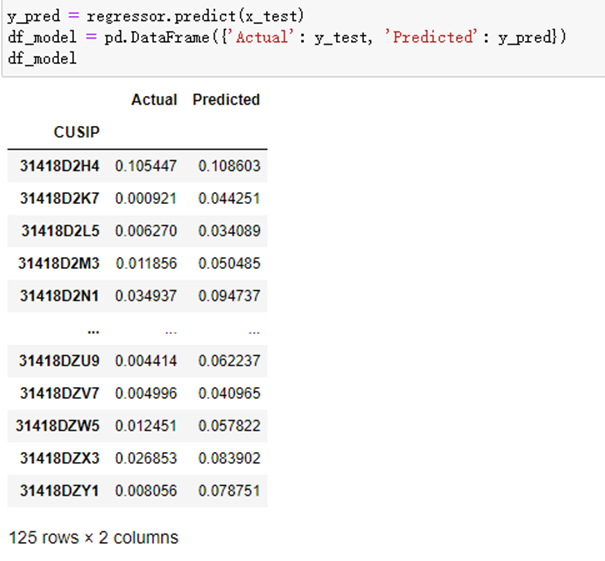 y_pred = regressor.predict(x_test)
df_model = pd.DataFrame({'Actual': y_test, 'Predicted': y_pred})
df_model
Actual Predicted
CUSIP
31418D2H4 0.105447 0.108603
31418D2K7 0.000921 0.044251
31418D2L5 0.006270 0.034089
31418D2M3 0.011856 0.050485
31418D2N1 0.034937 0.094737
... ... ...
31418DZU9 0.004414 0.062237
31418DZV7 0.004996 0.040965
31418DZW5 0.012451 0.057822
31418DZX3 0.026853 0.083902
31418DZY1 0.008056 0.078751
125 rows × 2 columns